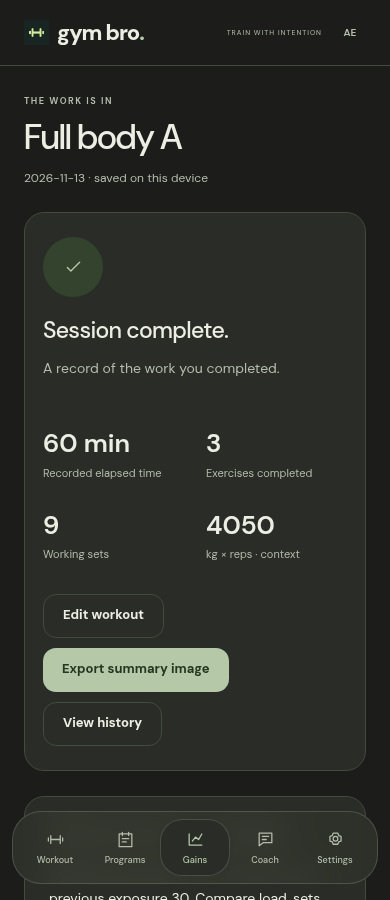 gym bro.
TRAIN WITH INTENTION
AE
THE WORK IS IN
Full body A
2026-11-13 · saved on this device
Session complete.
A record of the work you completed.
60 min
3
Recorded elapsed time
Exercises completed
9
4050
Working sets
kg × reps · context
Edit workout
Export summary image
View history
Workout
Programs
Gains
Coach
Settings
previous exposure 30. Compare load, sets,